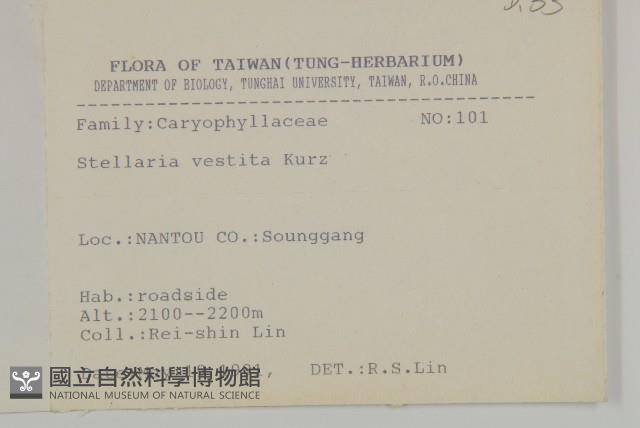 FLORA OF TAIWAN(TUNG-HERBARIUM)
DEPARTMENT OF BIOLOGY, TUNGHAI UNIVERSITY, TAIWAN, R.O.CHINA
Family:Caryophyllaceae NO:101
Stellaria vestita Kurz
Loc.:NANTOU CO.:Sounggang
Hab.:roadside
Alt.:2100--2200m
Coll.:Rei-shin Lin
DET.:R.S.Lin
國立自然科學博物館
NATIONAL MUSEUM OF NATURAL SCIENCE